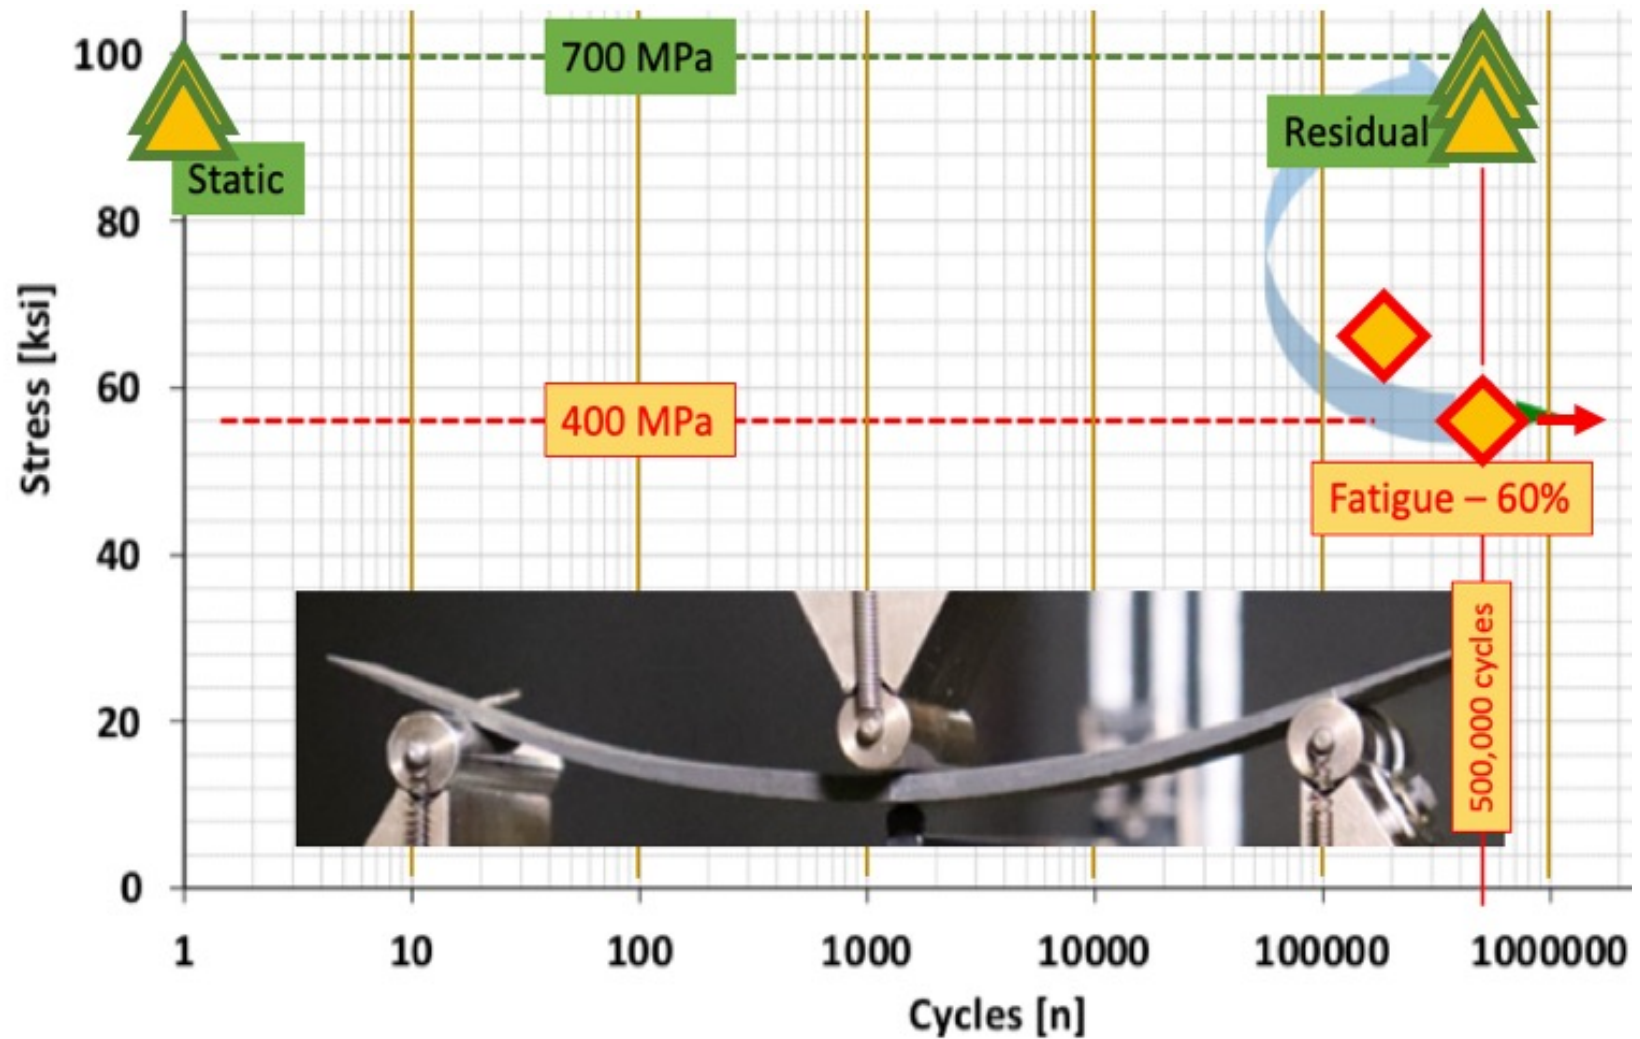 100
700 MPa
Residual
Static
80
Stress [ksi]
60
400 MPa
Fatigue – 60%
40
500,000 cycles
20
0
1
10
100
1000
10000
100000
1000000
Cycles [n]